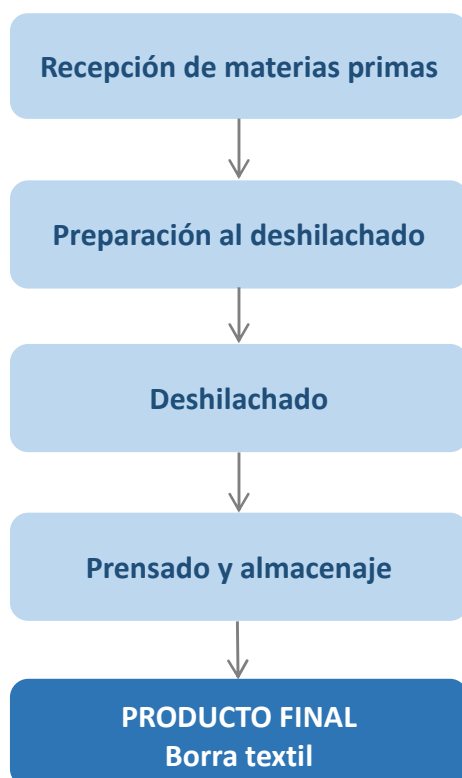 Recepción de materias primas
Preparación al deshilachado
Deshilachado
Prensado y almacenaje
PRODUCTO FINAL
Borra textil